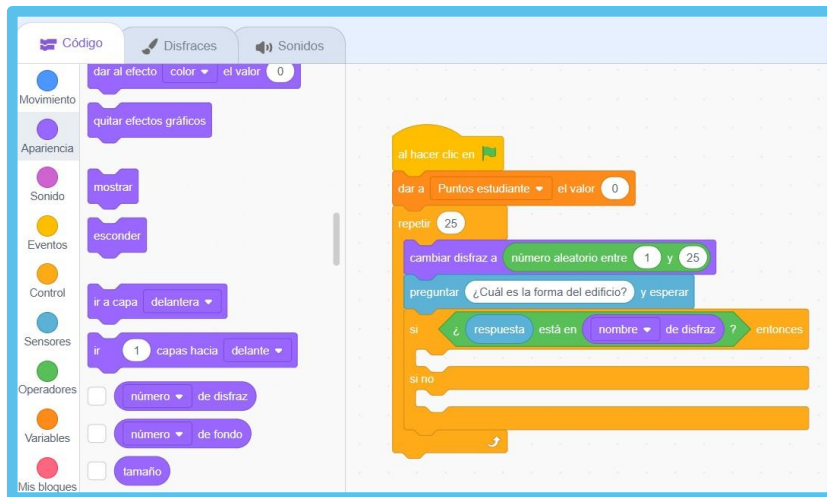 Código
Disfraces
Sonidos
Movimiento
Apariencia
Sonido
Eventos
Control
Sensores
Operadores
Variables
Mis bloques
dar al efecto color el valor 0
quitar efectos gráficos
mostrar
esconder
ir a capa delantera
ir 1 capas hacia delante
número de disfraz
número de fondo
tamaño
al hacer clic en
dar a Puntos estudiante el valor 0
repetir 25
cambiar disfraz a número aleatorio entre 1 y 25
preguntar ¿Cuál es la forma del edificio? y esperar
si ¿ respuesta está en nombre de disfraz ? entonces
si no